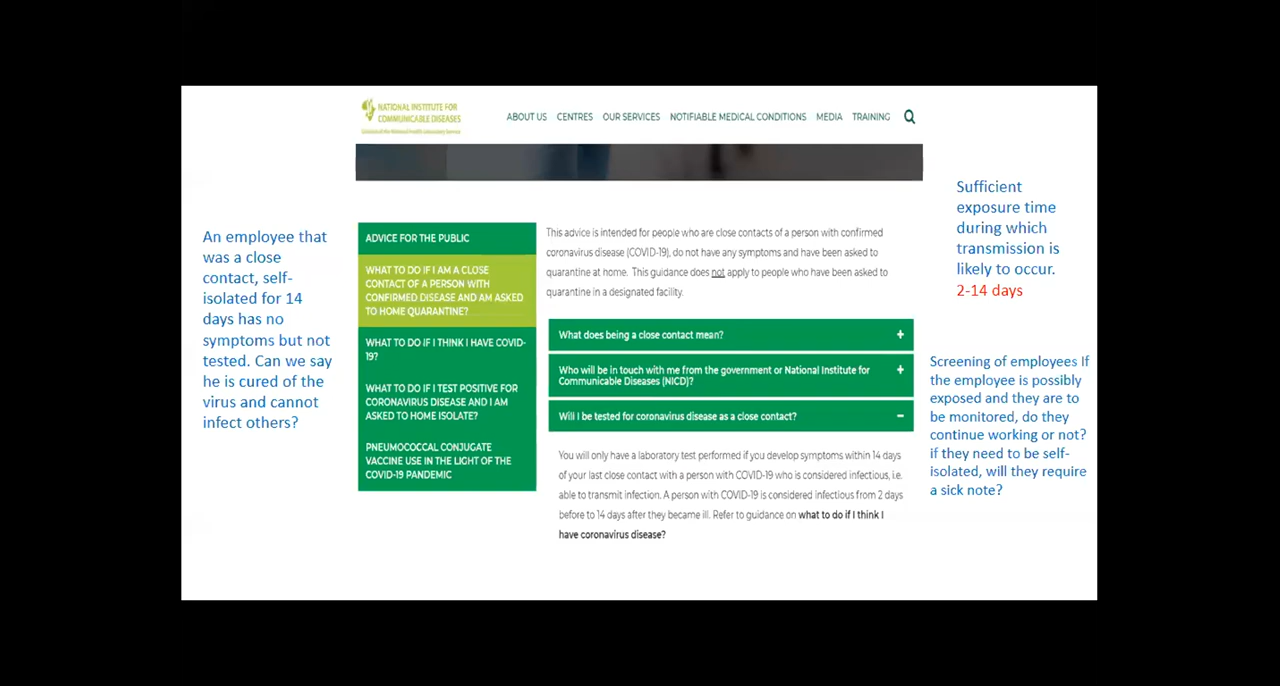 NATIONAL INSTITUTE FOR
COMMUNICABLE DISEASES
Division of the National Health Laboratory Service
ABOUT US CENTRES OUR SERVICES NOTIFIABLE MEDICAL CONDITIONS MEDIA TRAINING
An employee that
was a close
contact, self-
isolated for 14
days has no
symptoms but not
tested. Can we say
he is cured of the
virus and cannot
infect others?
ADVICE FOR THE PUBLIC
WHAT TO DO IF I AM A CLOSE
CONTACT OF A PERSON WITH
CONFIRMED DISEASE AND AM ASKED
TO HOME QUARANTINE?
WHAT TO DO IF I THINK I HAVE COVID-
19?
WHAT TO DO IF I TEST POSITIVE FOR
CORONAVIRUS DISEASE AND I AM
ASKED TO HOME ISOLATE?
PNEUMOCOCCAL CONJUGATE
VACCINE USE IN THE LIGHT OF THE
COVID-19 PANDEMIC
This advice is intended for people who are close contacts of a person with confirmed
coronavirus disease (COVID-19), do not have any symptoms and have been asked to
quarantine at home. This guidance does not apply to people who have been asked to
quarantine in a designated facility.
What does being a close contact mean? +
Who will be in touch with me from the government or National Institute for +
Communicable Diseases (NICD)?
Will I be tested for coronavirus disease as a close contact? –
You will only have a laboratory test performed if you develop symptoms within 14 days
of your last close contact with a person with COVID-19 who is considered infectious, i.e.
able to transmit infection. A person with COVID-19 is considered infectious from 2 days
before to 14 days after they became ill. Refer to guidance on what to do if I think I
have coronavirus disease?
Sufficient
exposure time
during which
transmission is
likely to occur.
2-14 days
Screening of employees If
the employee is possibly
exposed and they are to
be monitored, do they
continue working or not?
if they need to be self-
isolated, will they require
a sick note?